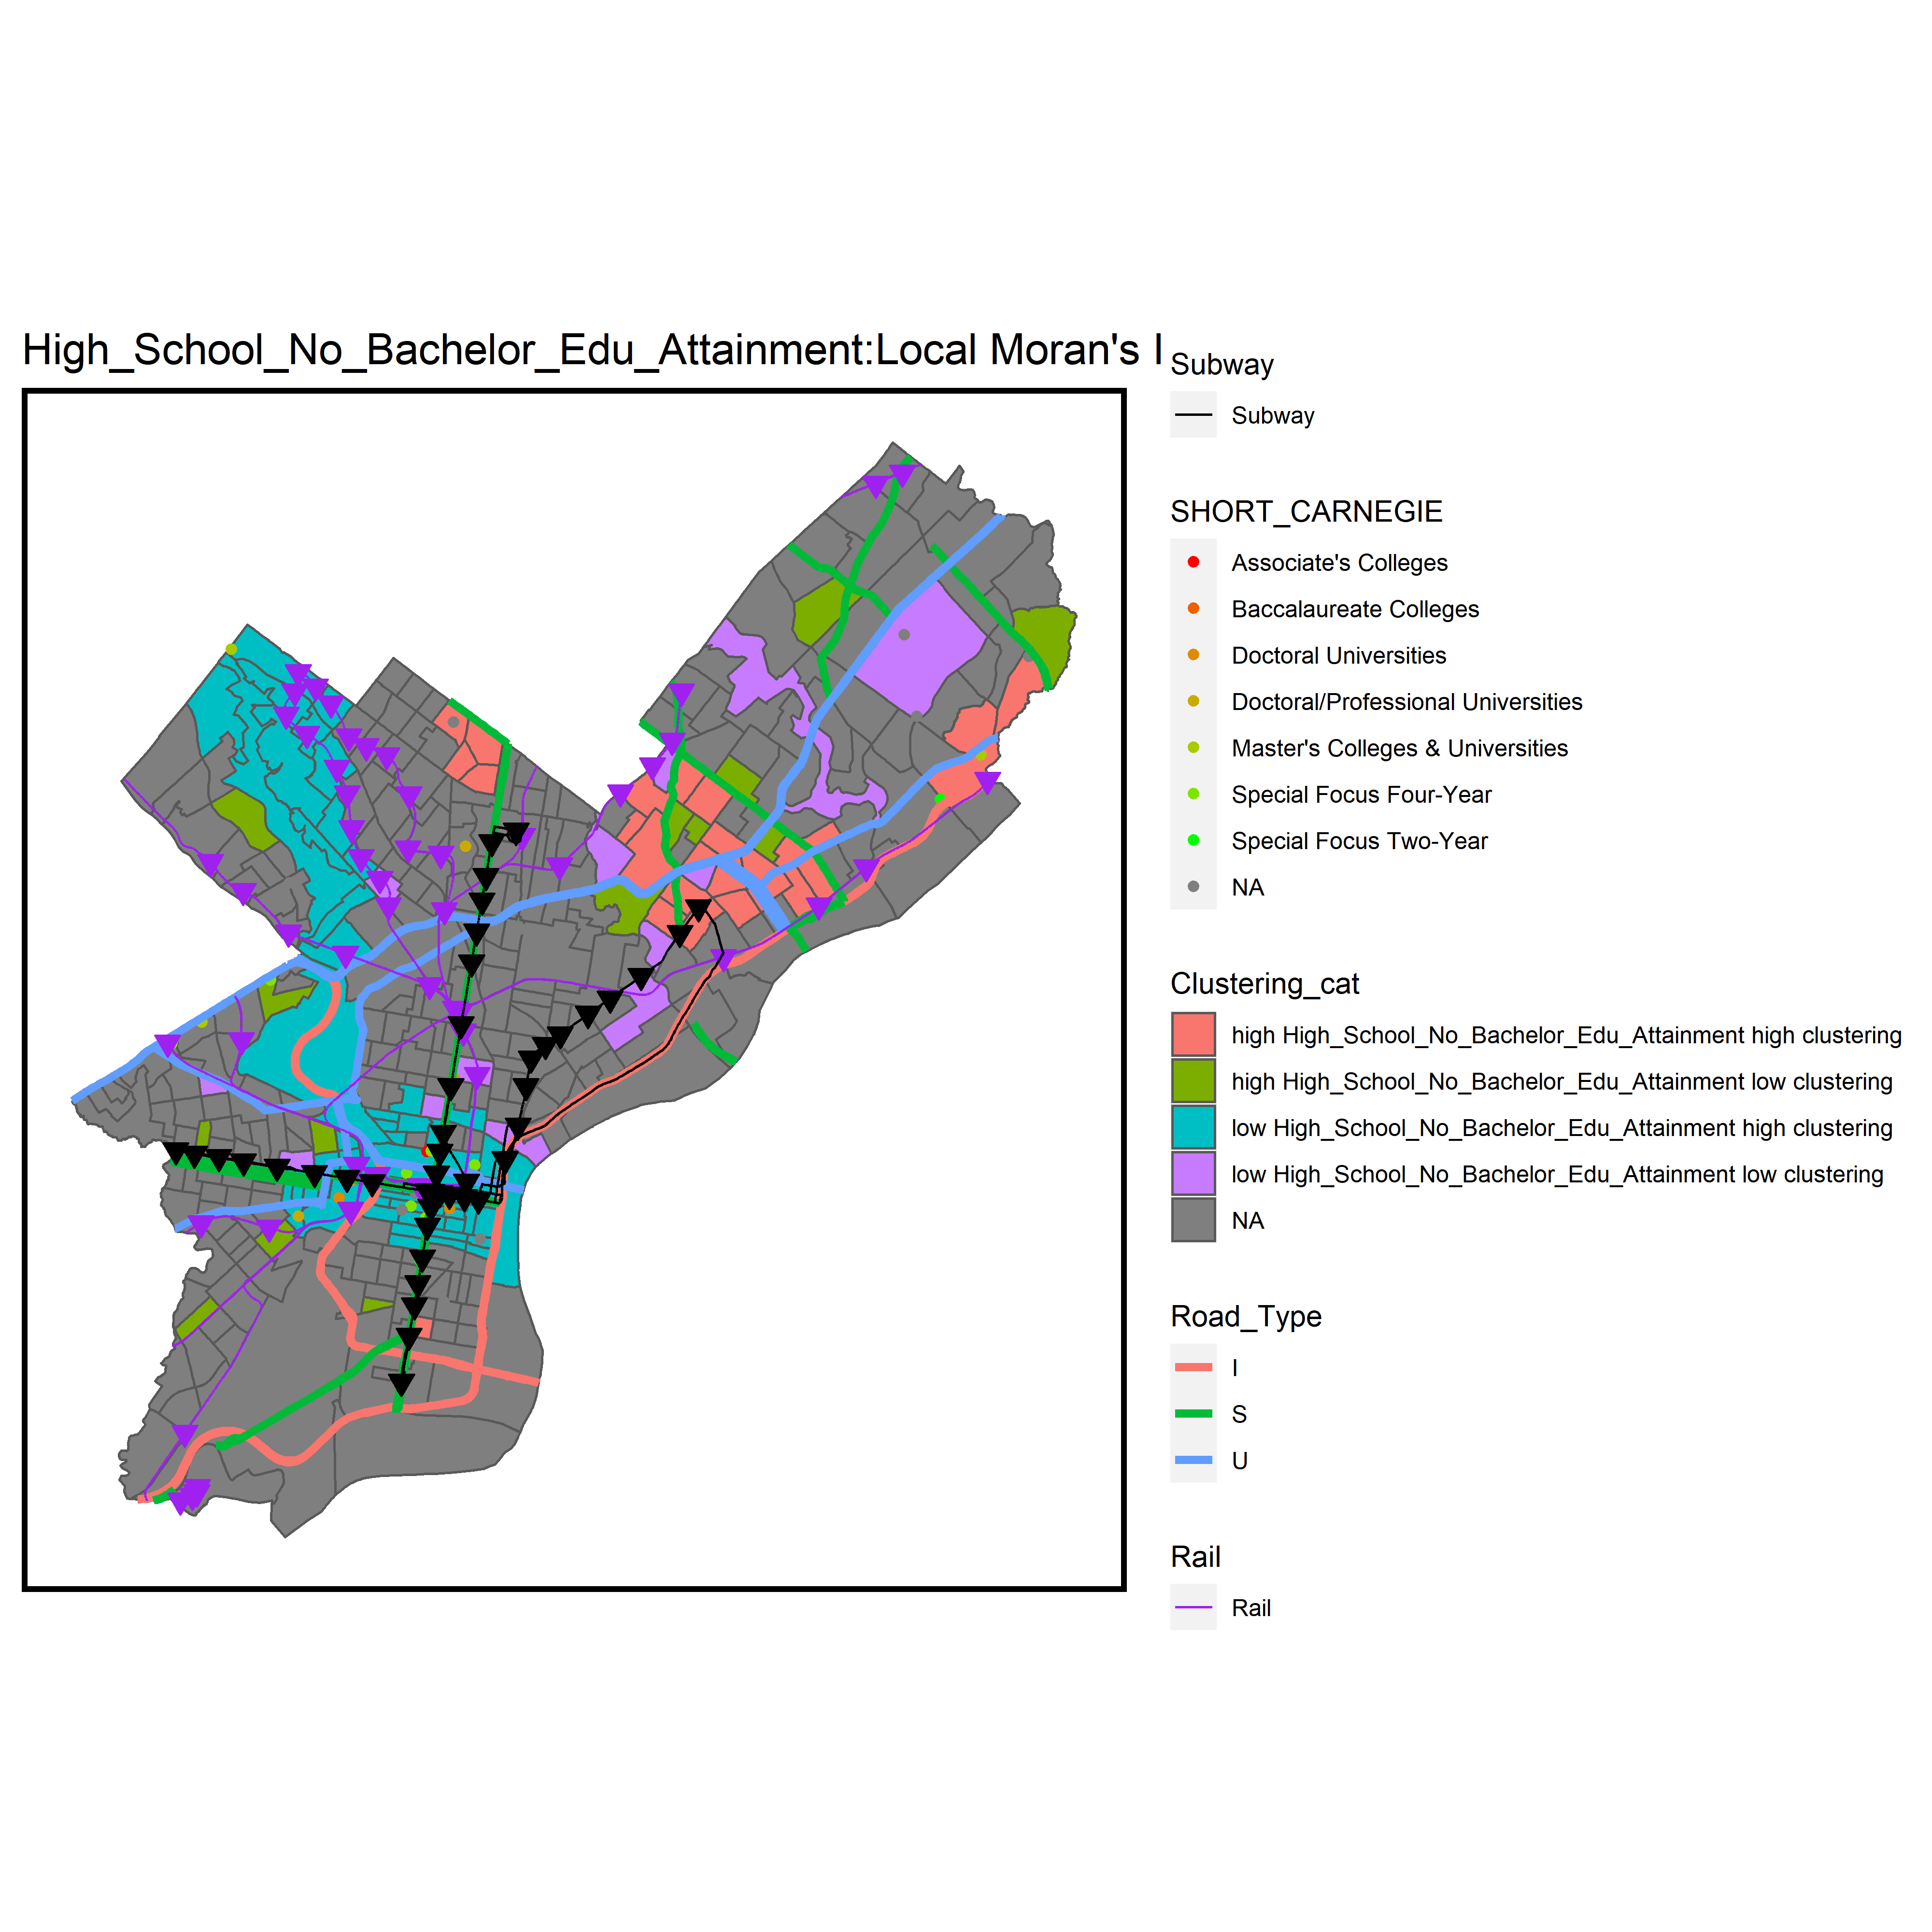 High_School_No_Bachelor_Edu_Attainment:Local Moran's I
Subway
Subway
SHORT_CARNEGIE
Associate's Colleges
Baccalaureate Colleges
Doctoral Universities
Doctoral/Professional Universities
Master's Colleges & Universities
Special Focus Four-Year
Special Focus Two-Year
NA
Clustering_cat
high High_School_No_Bachelor_Edu_Attainment high clustering
high High_School_No_Bachelor_Edu_Attainment low clustering
low High_School_No_Bachelor_Edu_Attainment high clustering
low High_School_No_Bachelor_Edu_Attainment low clustering
NA
Road_Type
I
S
U
Rail
Rail